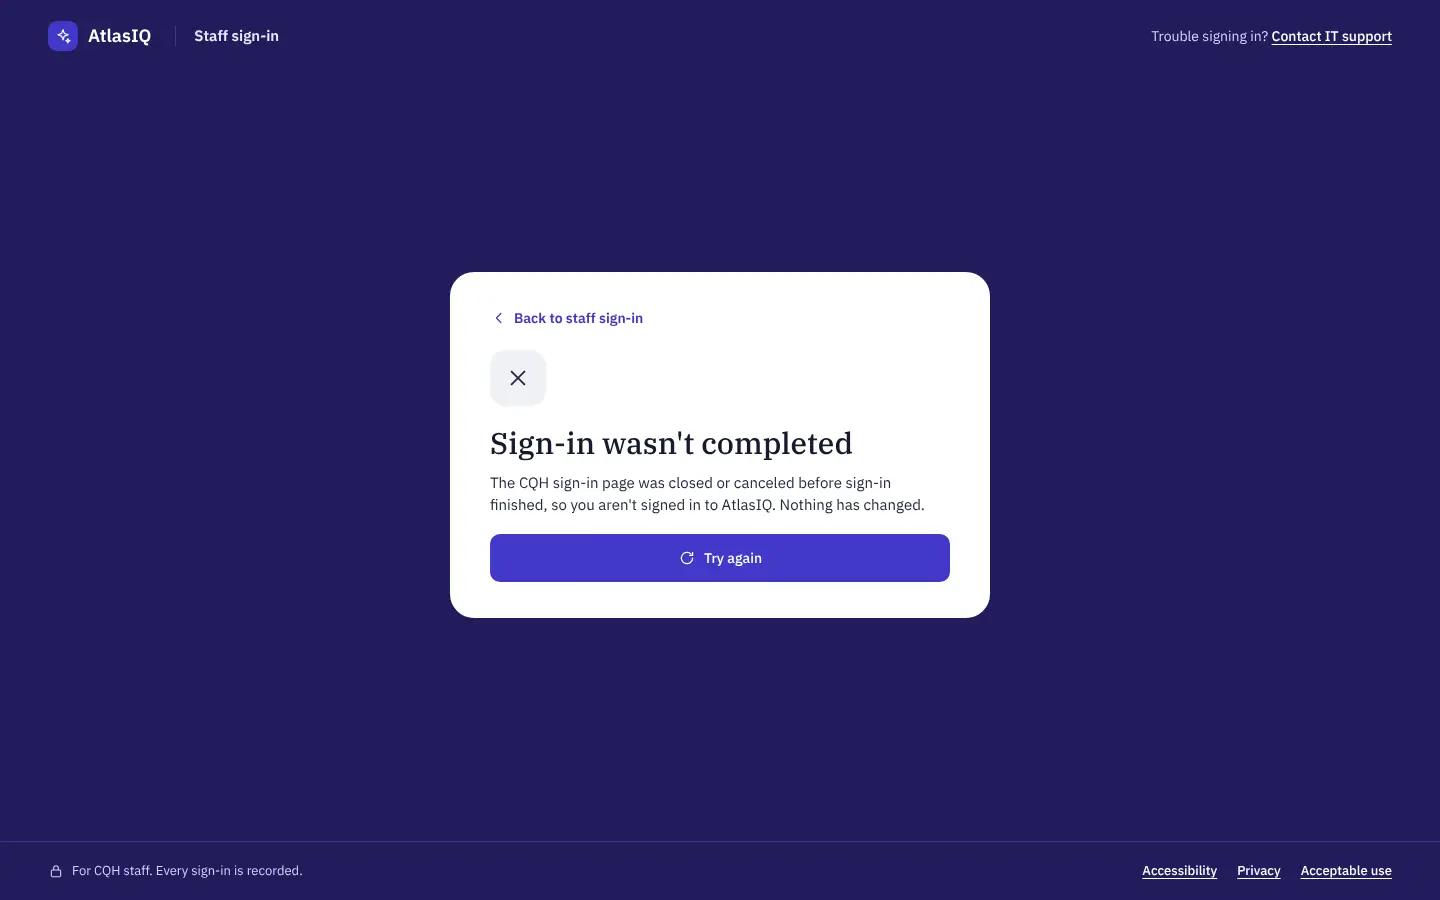 AtlasIQ
Staff sign-in
Trouble signing in? Contact IT support
Back to staff sign-in
Sign-in wasn't completed
The CQH sign-in page was closed or canceled before sign-in
finished, so you aren't signed in to AtlasIQ. Nothing has changed.
Try again
For CQH staff. Every sign-in is recorded.
Accessibility
Privacy
Acceptable use